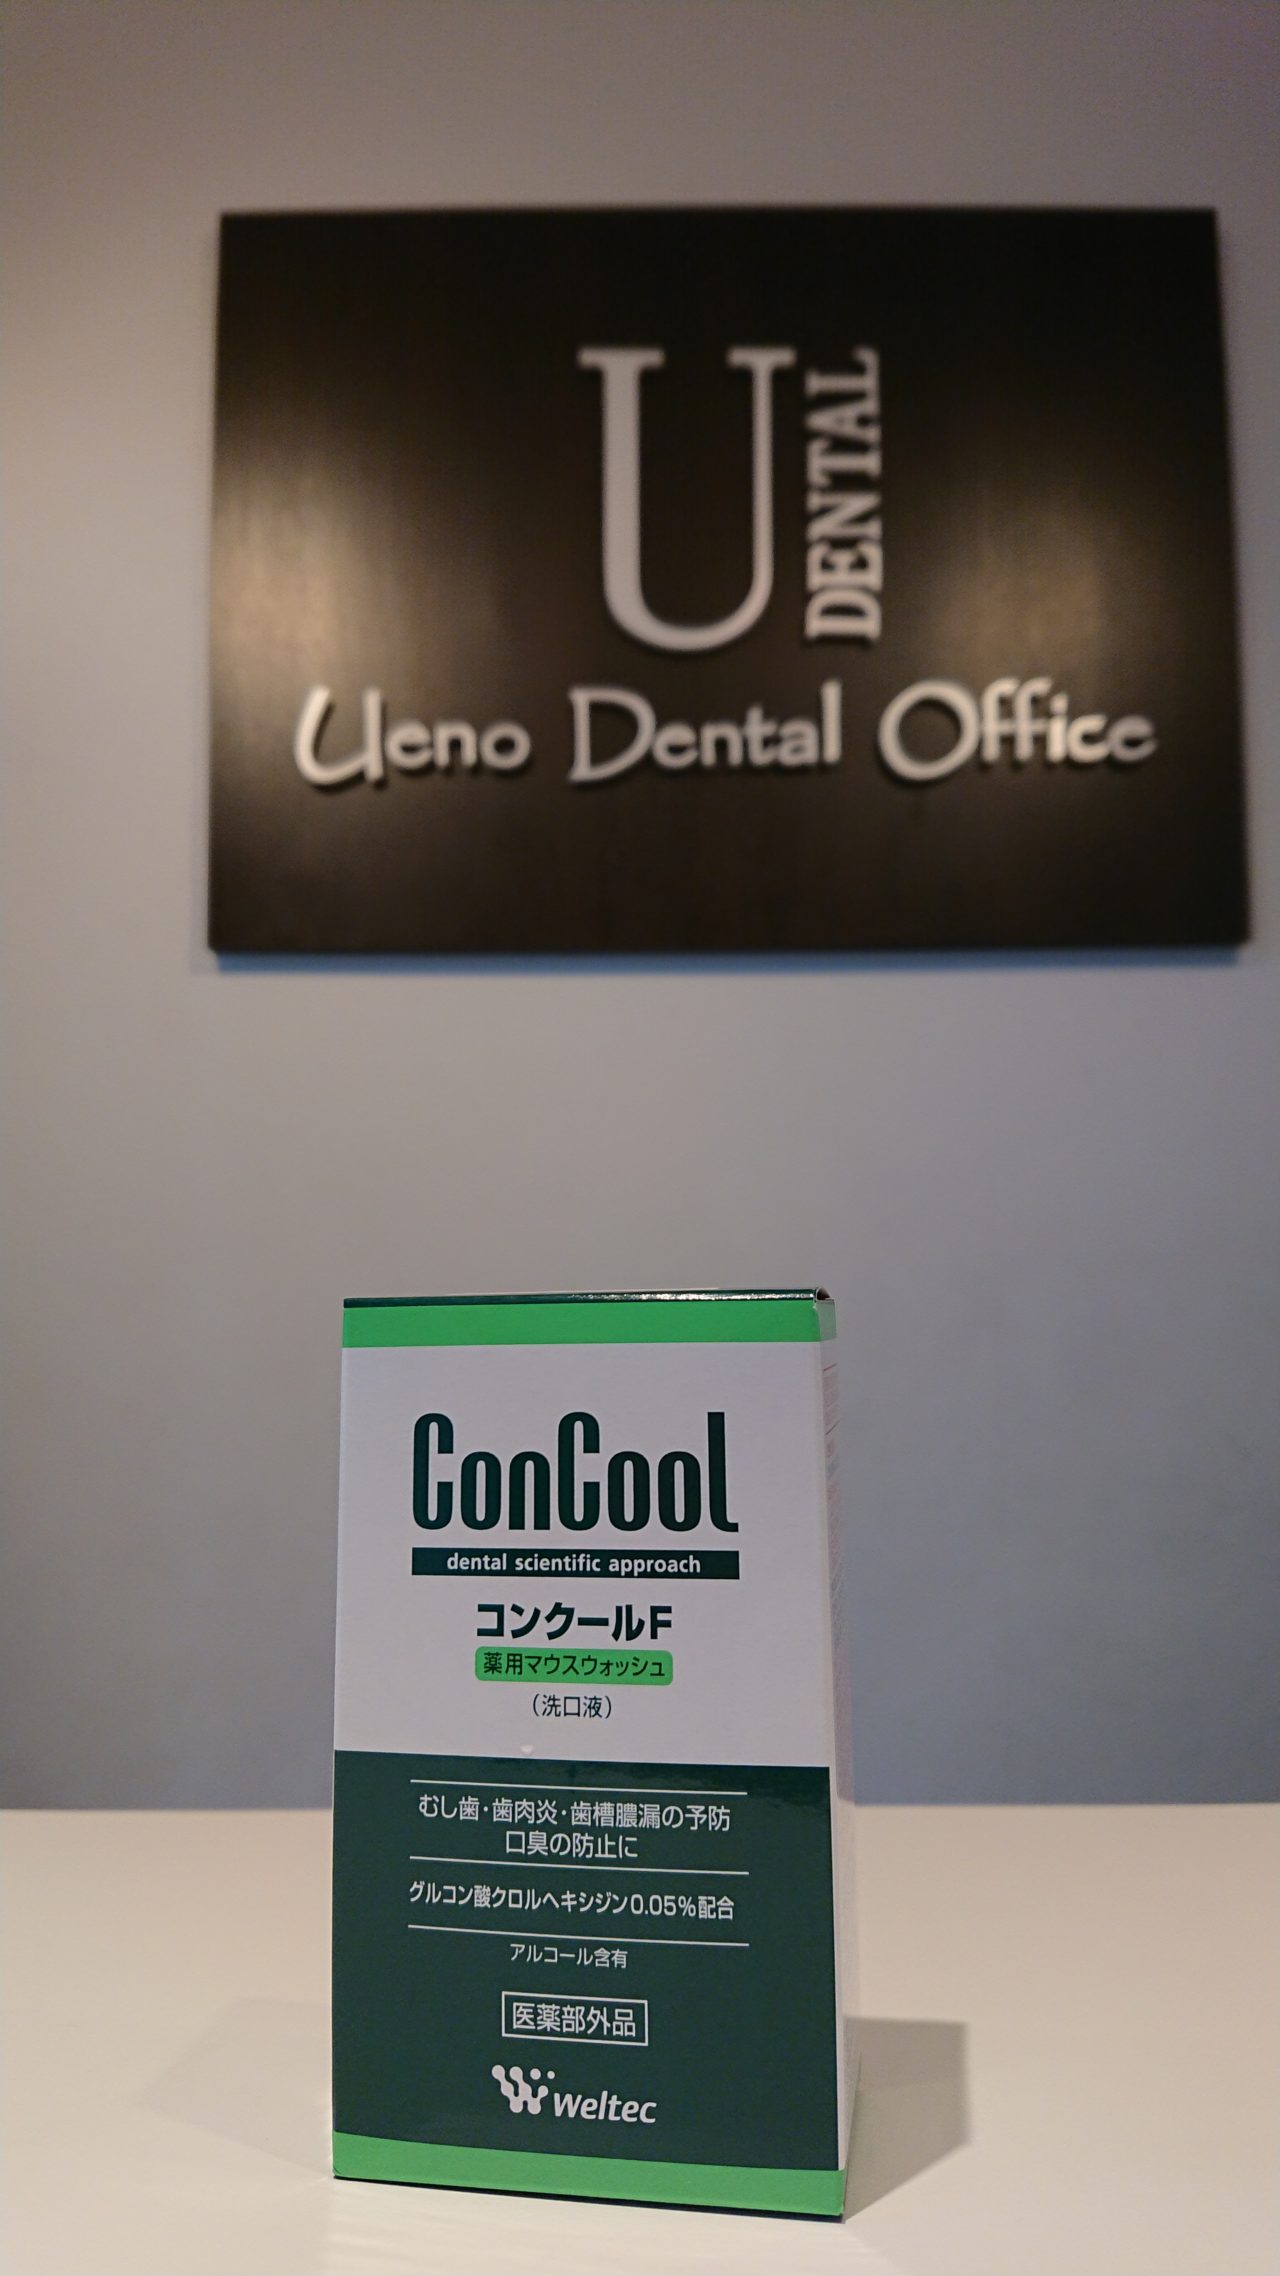 U
DENTAL
Ueno Dental Office
ConCool
dental scientific approach
コンクールF
薬用マウスウォッシュ
(洗口液)
むし歯・歯肉炎・歯槽膿漏の予防
口臭の防止に
グルコン酸クロルヘキシジン0.05%配合
アルコール含有
医薬部外品
weltec